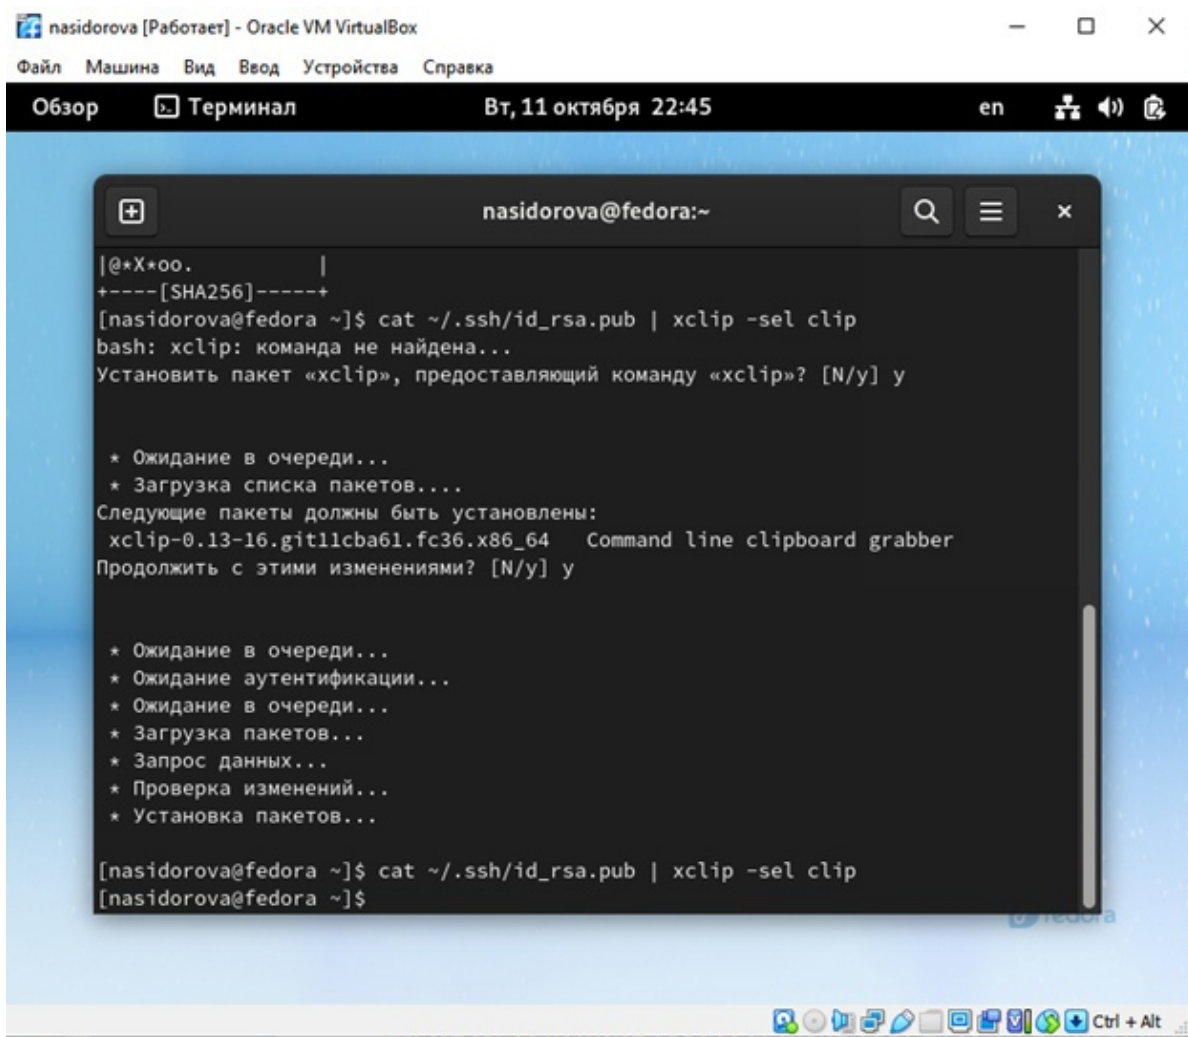 nasidorova [Работает] - Oracle VM VirtualBox
Файл Машина Вид Ввод Устройства Справка
Обзор Терминал Вт, 11 октября 22:45 en
nasidorova@fedora:~
|@*X*oo. |
+----[SHA256]-----+
[nasidorova@fedora ~]$ cat ~/.ssh/id_rsa.pub | xclip -sel clip
bash: xclip: команда не найдена...
Установить пакет «xclip», предоставляющий команду «xclip»? [N/y] y
* Ожидание в очереди...
* Загрузка списка пакетов....
Следующие пакеты должны быть установлены:
xclip-0.13-16.git11cba61.fc36.x86_64 Command line clipboard grabber
Продолжить с этими изменениями? [N/y] y
* Ожидание в очереди...
* Ожидание аутентификации...
* Ожидание в очереди...
* Загрузка пакетов...
* Запрос данных...
* Проверка изменений...
* Установка пакетов...
[nasidorova@fedora ~]$ cat ~/.ssh/id_rsa.pub | xclip -sel clip
[nasidorova@fedora ~]$
fedora
Ctrl + Alt